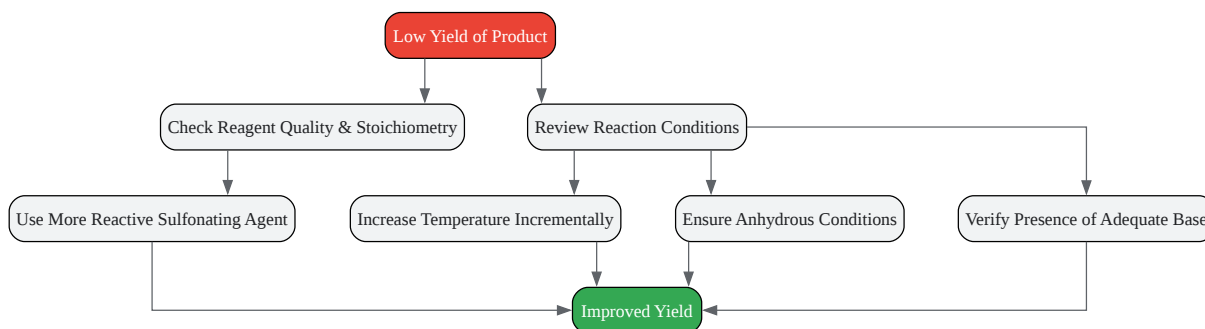 Low Yield of Product
Check Reagent Quality & Stoichiometry
Review Reaction Conditions
Use More Reactive Sulfonating Agent
Increase Temperature Incrementally
Ensure Anhydrous Conditions
Verify Presence of Adequate Base
Improved Yield